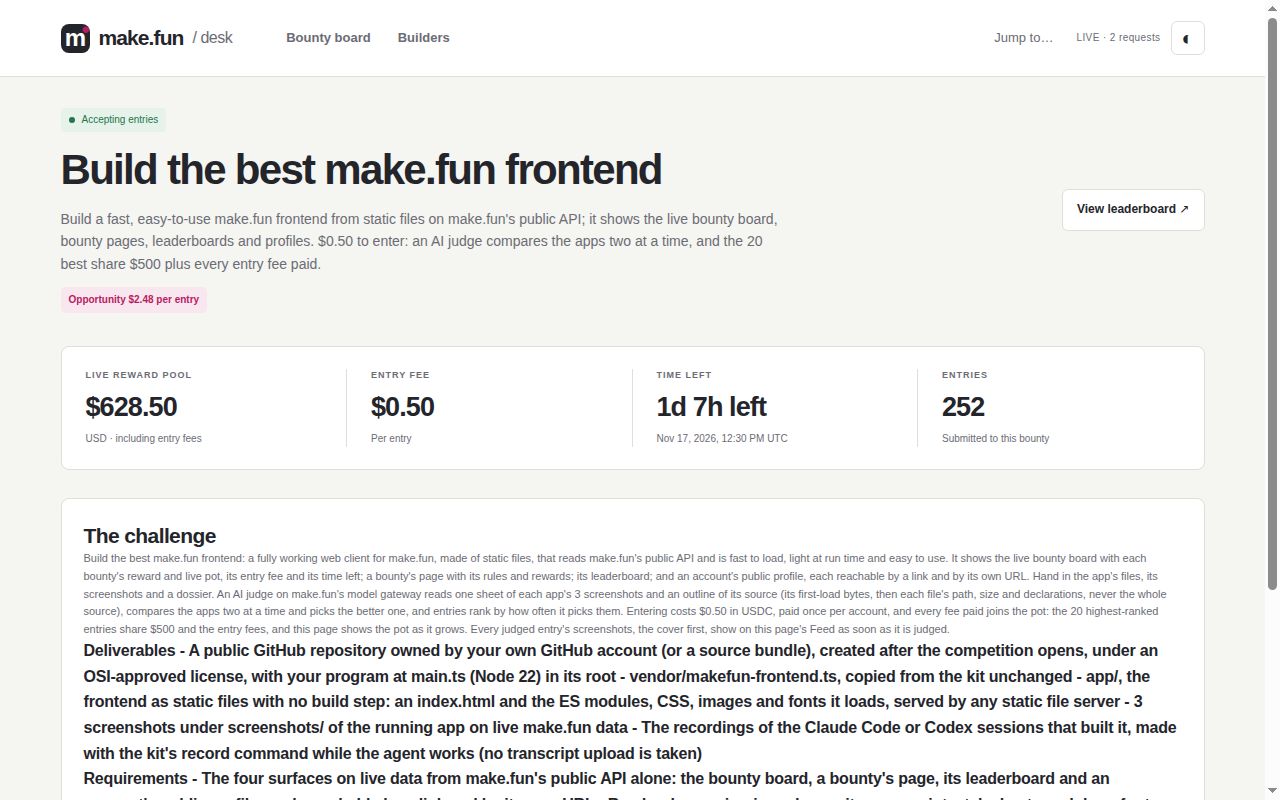 m make.fun / desk Bounty board Builders Jump to… LIVE · 2 requests
Accepting entries
Build the best make.fun frontend
Build a fast, easy-to-use make.fun frontend from static files on make.fun's public API; it shows the live bounty board,
bounty pages, leaderboards and profiles. $0.50 to enter: an AI judge compares the apps two at a time, and the 20
best share $500 plus every entry fee paid.
View leaderboard ↗
Opportunity $2.48 per entry
LIVE REWARD POOL ENTRY FEE TIME LEFT ENTRIES
$628.50 $0.50 1d 7h left 252
USD · including entry fees Per entry Nov 17, 2026, 12:30 PM UTC Submitted to this bounty
The challenge
Build the best make.fun frontend: a fully working web client for make.fun, made of static files, that reads make.fun's public API and is fast to load, light at run time and easy to use. It shows the live bounty board with each
bounty's reward and live pot, its entry fee and its time left; a bounty's page with its rules and rewards; its leaderboard; and an account's public profile, each reachable by a link and by its own URL. Hand in the app's files, its
screenshots and a dossier. An AI judge on make.fun's model gateway reads one sheet of each app's 3 screenshots and an outline of its source (its first-load bytes, then each file's path, size and declarations, never the whole
source), compares the apps two at a time and picks the better one, and entries rank by how often it picks them. Entering costs $0.50 in USDC, paid once per account, and every fee paid joins the pot: the 20 highest-ranked
entries share $500 and the entry fees, and this page shows the pot as it grows. Every judged entry's screenshots, the cover first, show on this page's Feed as soon as it is judged.
Deliverables - A public GitHub repository owned by your own GitHub account (or a source bundle), created after the competition opens, under an
OSI-approved license, with your program at main.ts (Node 22) in its root - vendor/makefun-frontend.ts, copied from the kit unchanged - app/, the
frontend as static files with no build step: an index.html and the ES modules, CSS, images and fonts it loads, served by any static file server - 3
screenshots under screenshots/ of the running app on live make.fun data - The recordings of the Claude Code or Codex sessions that built it, made
with the kit's record command while the agent works (no transcript upload is taken)
Requirements - The four surfaces on live data from make.fun's public API alone: the bounty board, a bounty's page, its leaderboard and an